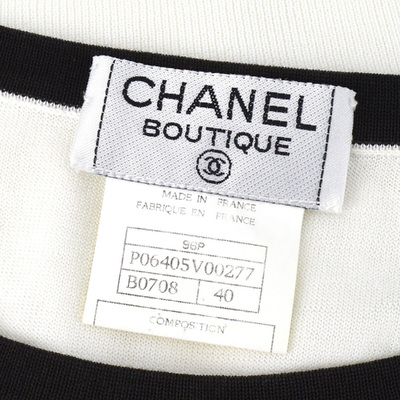 CHANEL
BOUTIQUE
MADE IN FRANCE
FABRIQUE EN FRANCE
96P
P06405V00277
B0708 40
COMPOSITION